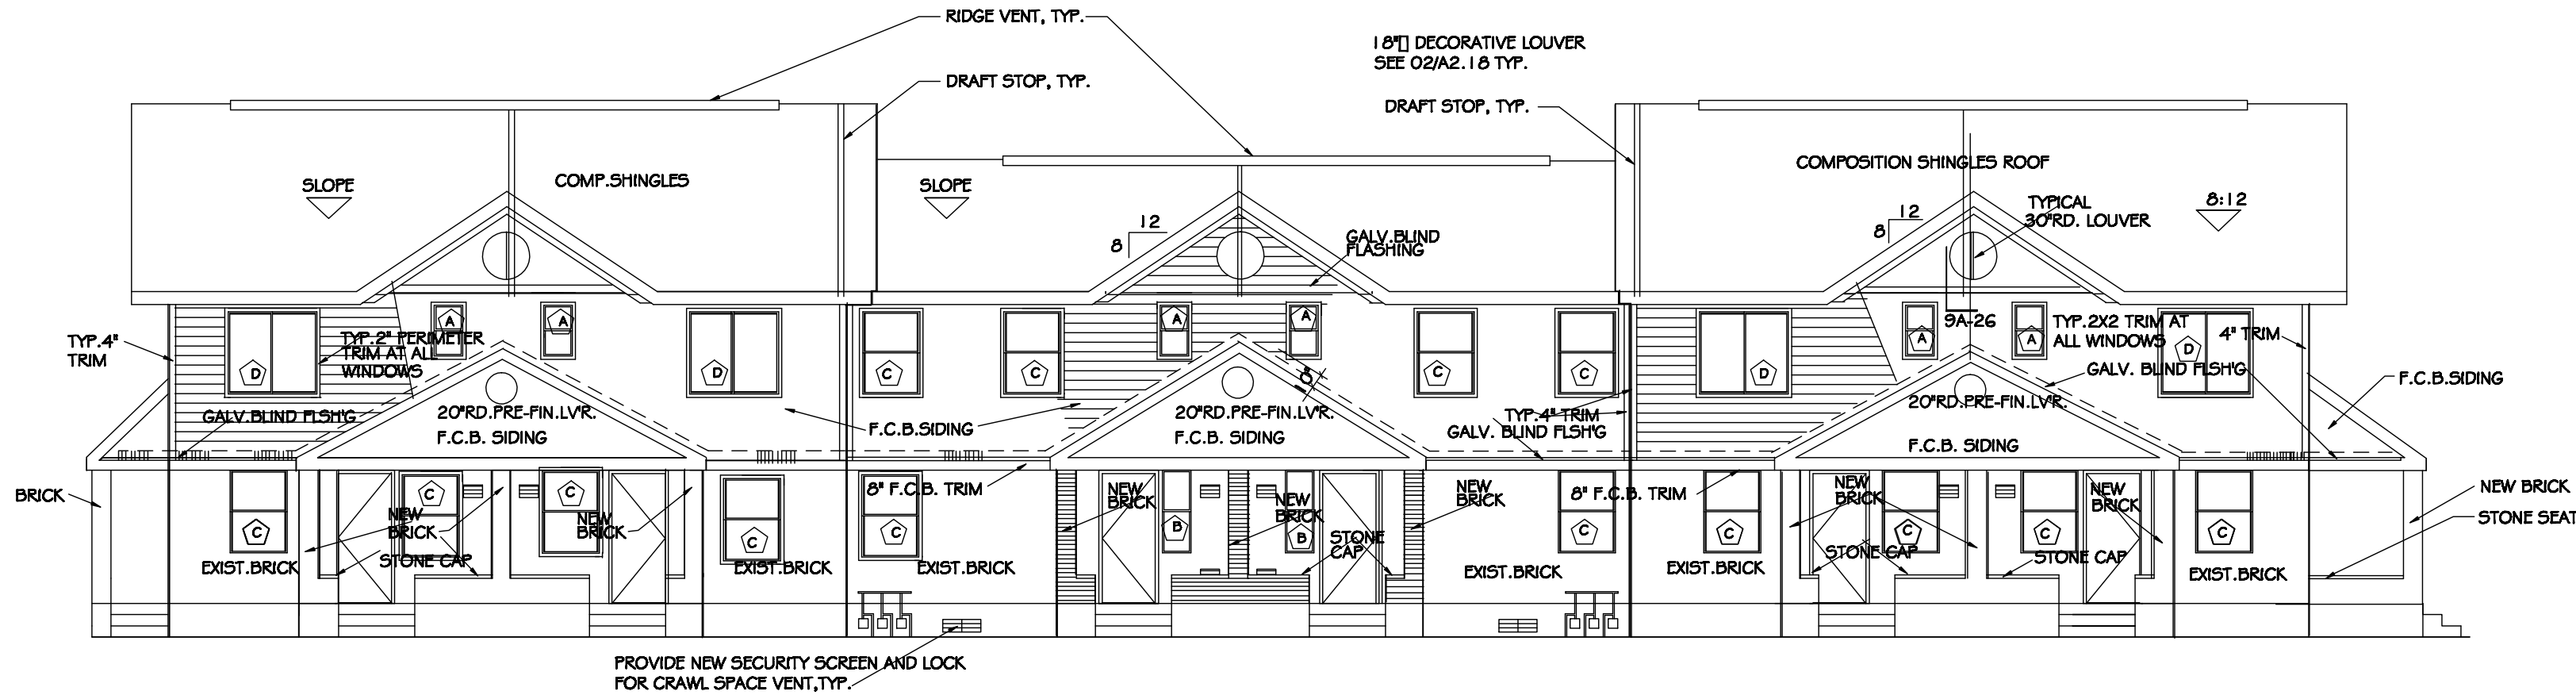 RIDGE VENT, TYP.
18"▯ DECORATIVE LOUVER
SEE 02/A2.18 TYP.
DRAFT STOP, TYP.
DRAFT STOP, TYP.
COMPOSITION SHINGLES ROOF
COMP.SHINGLES
SLOPE
SLOPE
8:12
TYPICAL
30"RD. LOUVER
12
8
12
8
GALV.BLIND
FLASHING
9A-26
A
A
A
A
A
A
TYP.4"
TRIM
TYP.2" PERIMETER
TRIM AT ALL
WINDOWS
TYP.2X2 TRIM AT
ALL WINDOWS
4" TRIM
D
D
C
C
C
C
D
D
8"
GALV. BLIND FLSH'G
F.C.B.SIDING
GALV.BLIND FLSH'G
20"RD.PRE-FIN.LV'R.
F.C.B. SIDING
F.C.B.SIDING
20"RD.PRE-FIN.LV'R.
F.C.B. SIDING
TYP.4" TRIM
GALV. BLIND FLSH'G
20"RD.PRE-FIN.LV'R.
F.C.B. SIDING
BRICK
8" F.C.B. TRIM
8" F.C.B. TRIM
NEW
BRICK
NEW
BRICK
NEW
BRICK
NEW
BRICK
NEW
BRICK
NEW
BRICK
NEW
BRICK
NEW BRICK
STONE SEAT
C
C
C
C
C
B
B
C
C
C
C
C
STONE CAP
STONE
CAP
STONE CAP
STONE CAP
EXIST.BRICK
EXIST.BRICK
EXIST.BRICK
EXIST.BRICK
EXIST.BRICK
EXIST.BRICK
PROVIDE NEW SECURITY SCREEN AND LOCK
FOR CRAWL SPACE VENT,TYP.